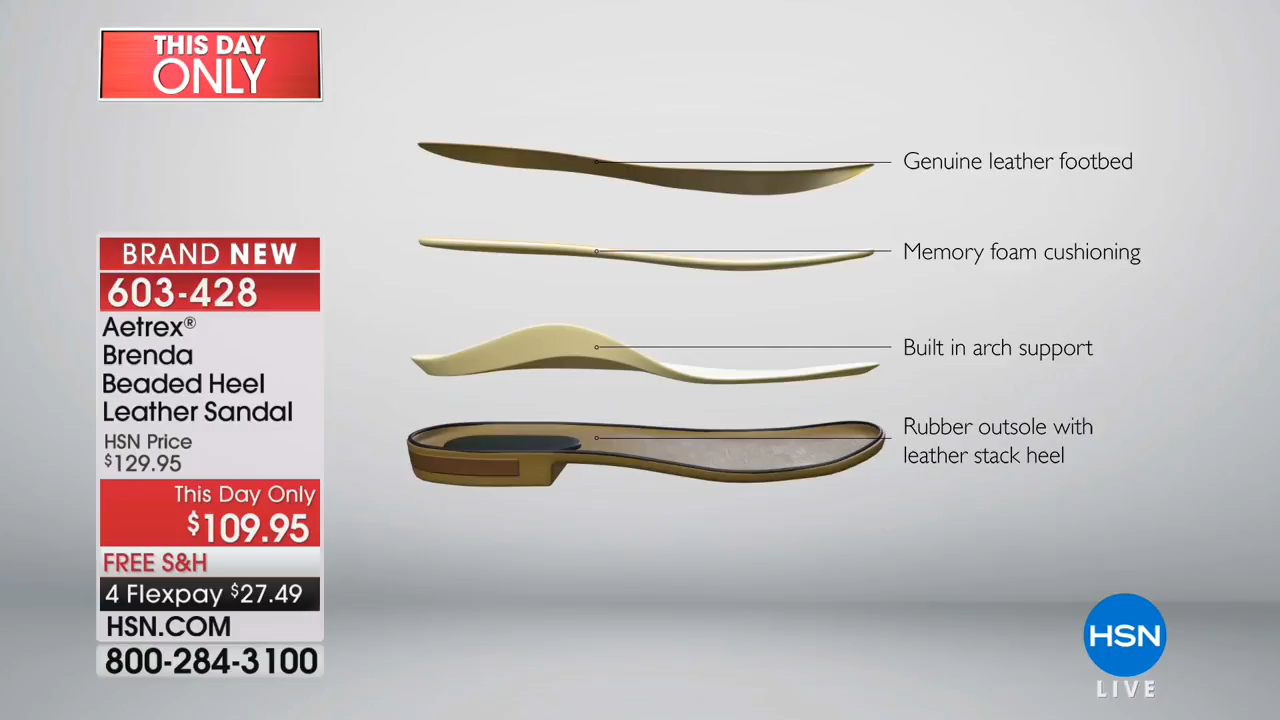 THIS DAY
ONLY
Genuine leather footbed
Memory foam cushioning
Built in arch support
Rubber outsole with
leather stack heel
BRAND NEW
603-428
Aetrex®
Brenda
Beaded Heel
Leather Sandal
HSN Price
$129.95
This Day Only
$109.95
FREE S&H
4 Flexpay $27.49
HSN.COM
800-284-3100
HSN
LIVE